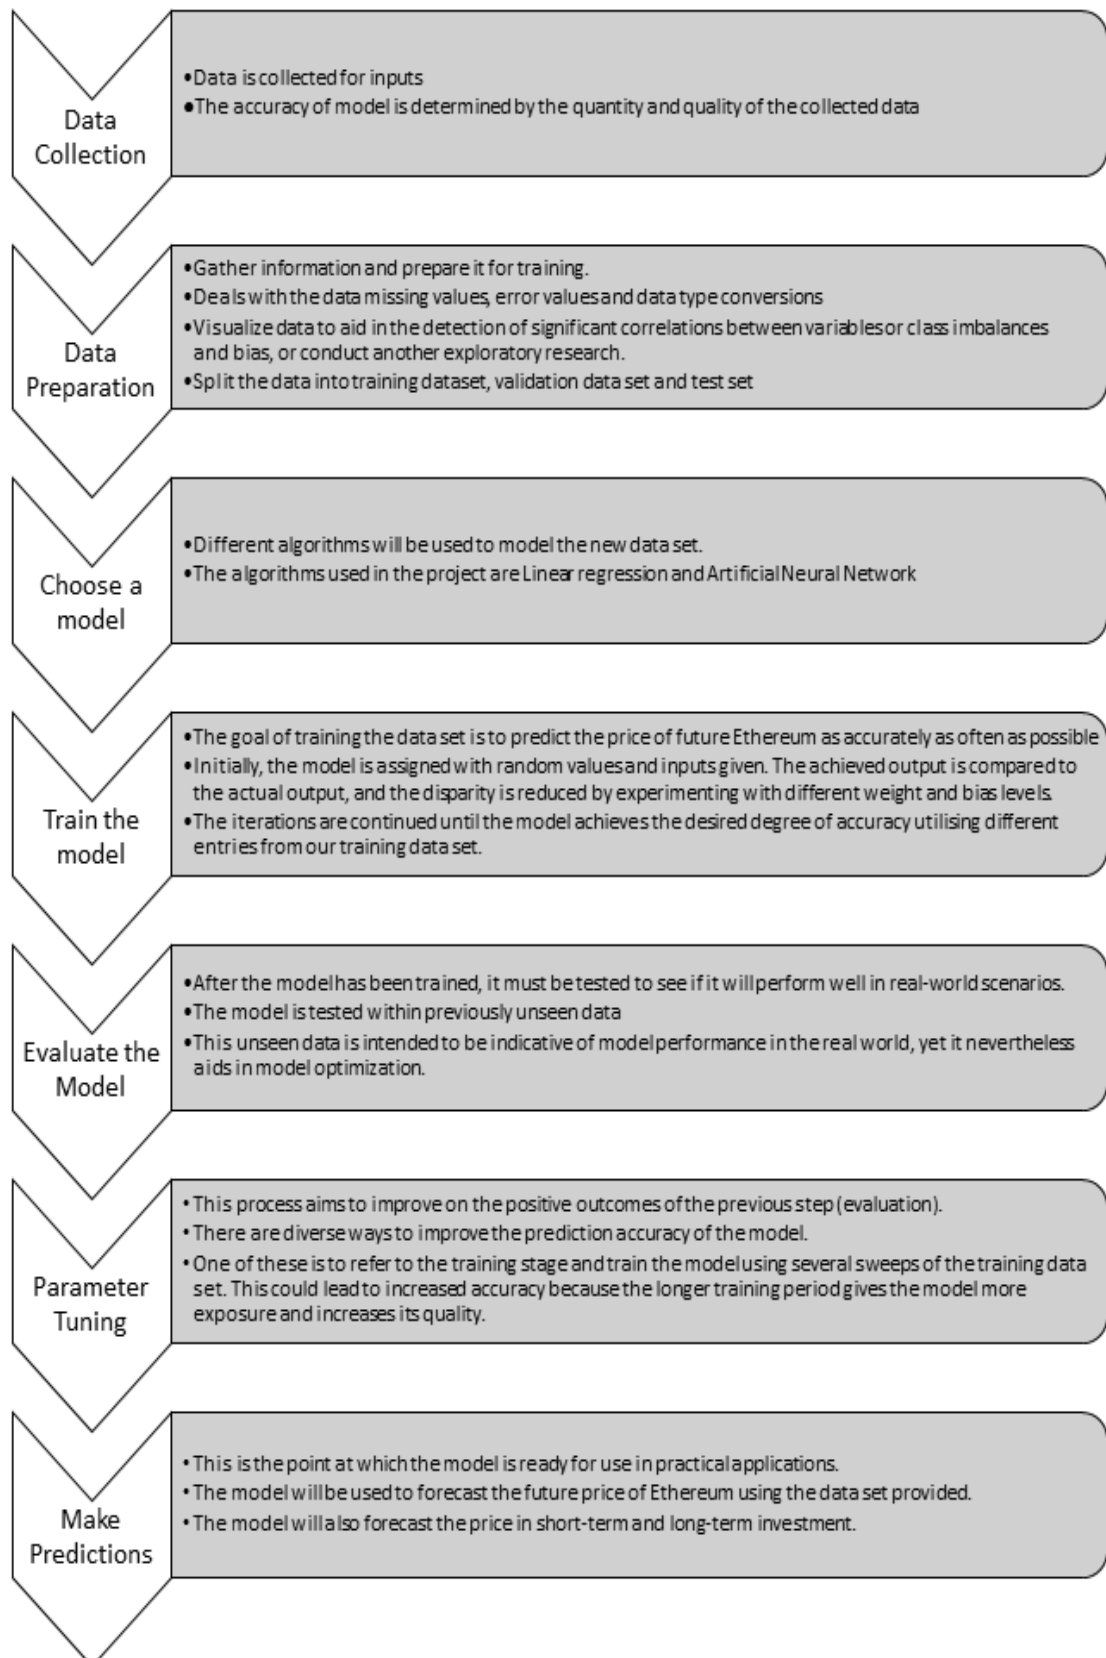 Data
Collection
•Data is collected for inputs
•The accuracy of model is determined by the quantity and quality of the collected data
Data
Preparation
•Gather information and prepare it for training.
•Deals with the data missing values, error values and data type conversions
•Visualize data to aid in the detection of significant correlations between variables or class imbalances
and bias, or conduct another exploratory research.
•Split the data into training dataset, validation data set and test set
Choose a
model
•Different algorithms will be used to model the new data set.
•The algorithms used in the project are Linear regression and Artificial Neural Network
Train the
model
•The goal of training the data set is to predict the price of future Ethereum as accurately as often as possible
•Initially, the model is assigned with random values and inputs given. The achieved output is compared to
the actual output, and the disparity is reduced by experimenting with different weight and bias levels.
•The iterations are continued until the model achieves the desired degree of accuracy utilising different
entries from our training data set.
Evaluate the
Model
•After the model has been trained, it must be tested to see if it will perform well in real-world scenarios.
•The model is tested within previously unseen data
•This unseen data is intended to be indicative of model performance in the real world, yet it nevertheless
aids in model optimization.
Parameter
Tuning
•This process aims to improve on the positive outcomes of the previous step (evaluation).
•There are diverse ways to improve the prediction accuracy of the model.
•One of these is to refer to the training stage and train the model using several sweeps of the training data
set. This could lead to increased accuracy because the longer training period gives the model more
exposure and increases its quality.
Make
Predictions
•This is the point at which the model is ready for use in practical applications.
•The model will be used to forecast the future price of Ethereum using the data set provided.
•The model will also forecast the price in short-term and long-term investment.